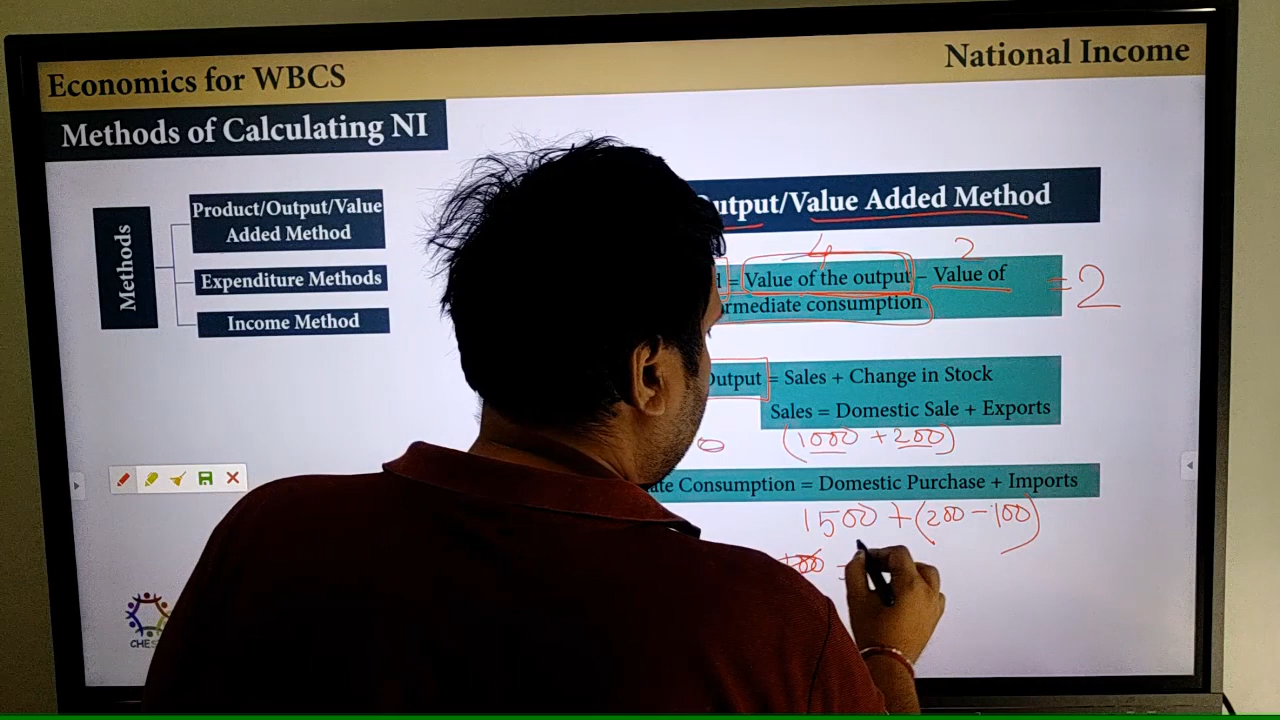 Economics for WBCS
National Income
Methods of Calculating NI
Output/Value Added Method
Methods
Product/Output/Value
Added Method
Expenditure Methods
Income Method
4 2
= Value of the output – Value of
consumption
= 2
Output = Sales + Change in Stock
Sales = Domestic Sale + Exports
(1000 + 200)
Consumption = Domestic Purchase + Imports
1500 + (200 - 100)